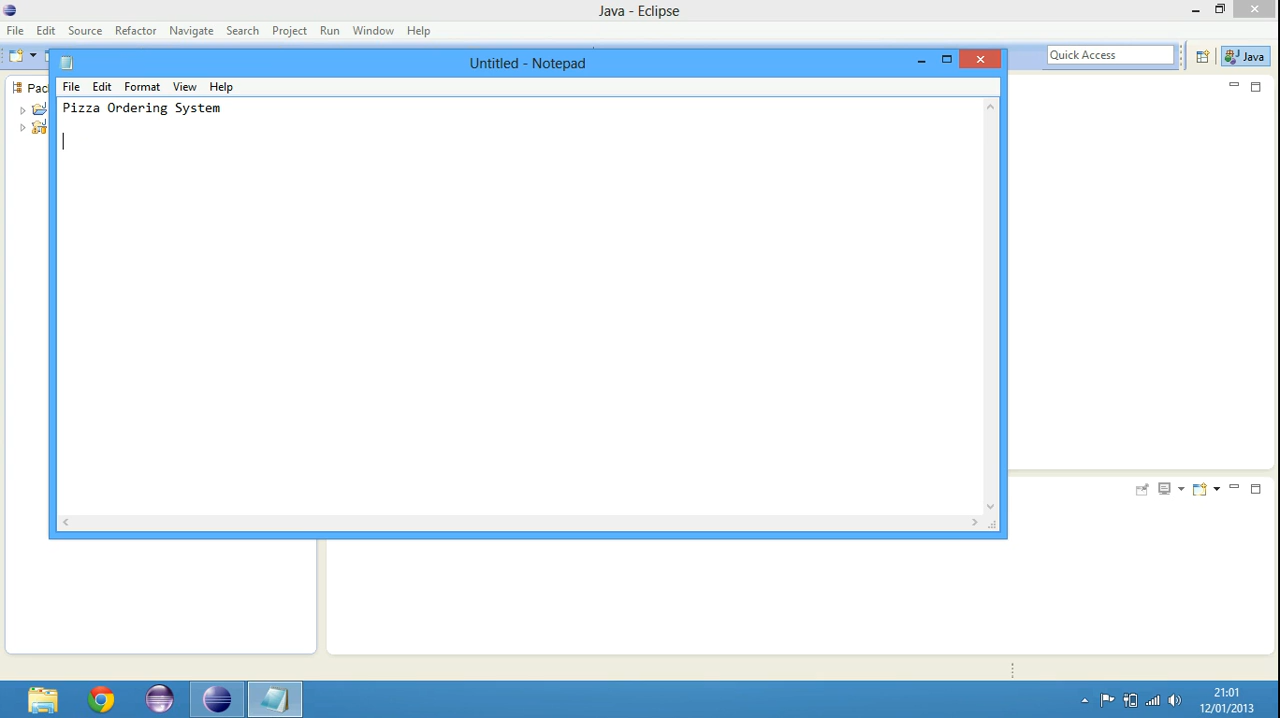 Java - Eclipse
File Edit Source Refactor Navigate Search Project Run Window Help
Quick Access
Java
Untitled - Notepad
File Edit Format View Help
Pizza Ordering System
21:01
12/01/2013